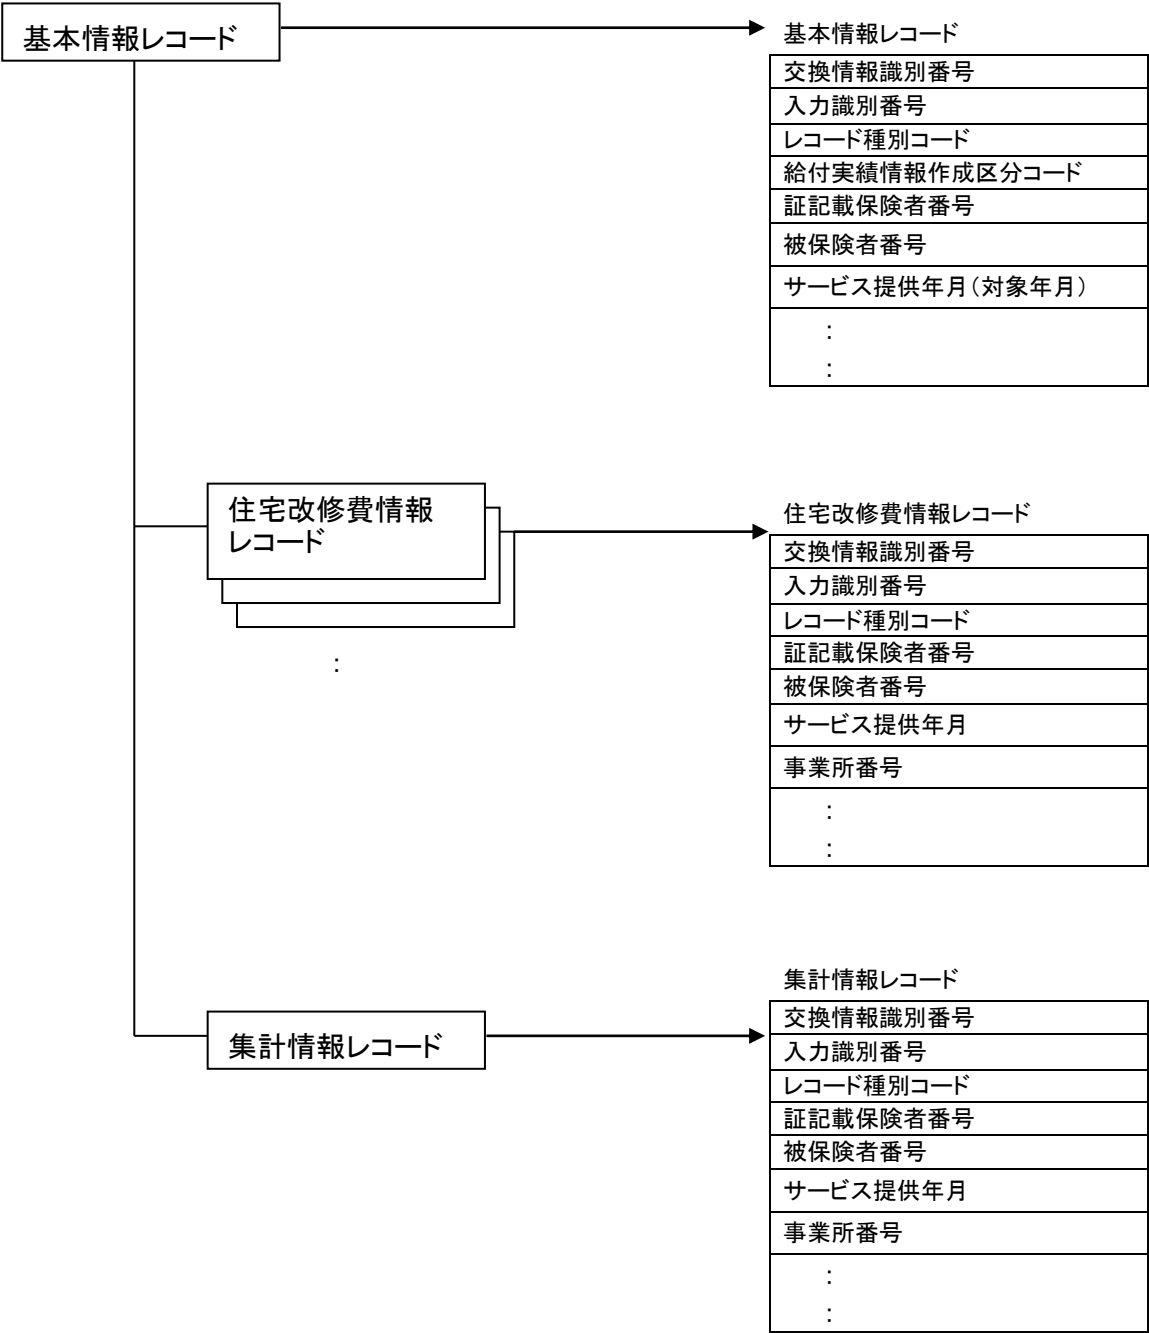 基本情報レコード
基本情報レコード
交換情報識別番号
入力識別番号
レコード種別コード
給付実績情報作成区分コード
証記載保険者番号
被保険者番号
サービス提供年月（対象年月）
：
：
住宅改修費情報
レコード
：
住宅改修費情報レコード
交換情報識別番号
入力識別番号
レコード種別コード
証記載保険者番号
被保険者番号
サービス提供年月
事業所番号
：
：
集計情報レコード
集計情報レコード
交換情報識別番号
入力識別番号
レコード種別コード
証記載保険者番号
被保険者番号
サービス提供年月
事業所番号
：
：